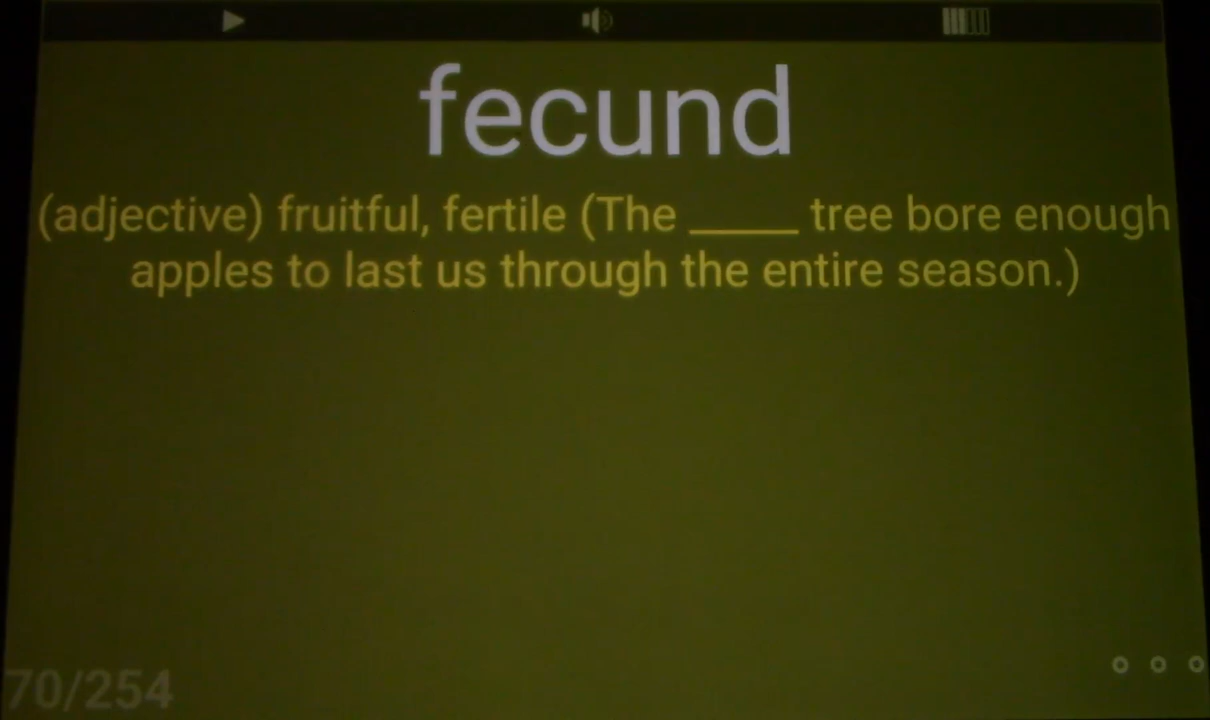 fecund
(adjective) fruitful, fertile (The _____ tree bore enough
apples to last us through the entire season.)
70/254